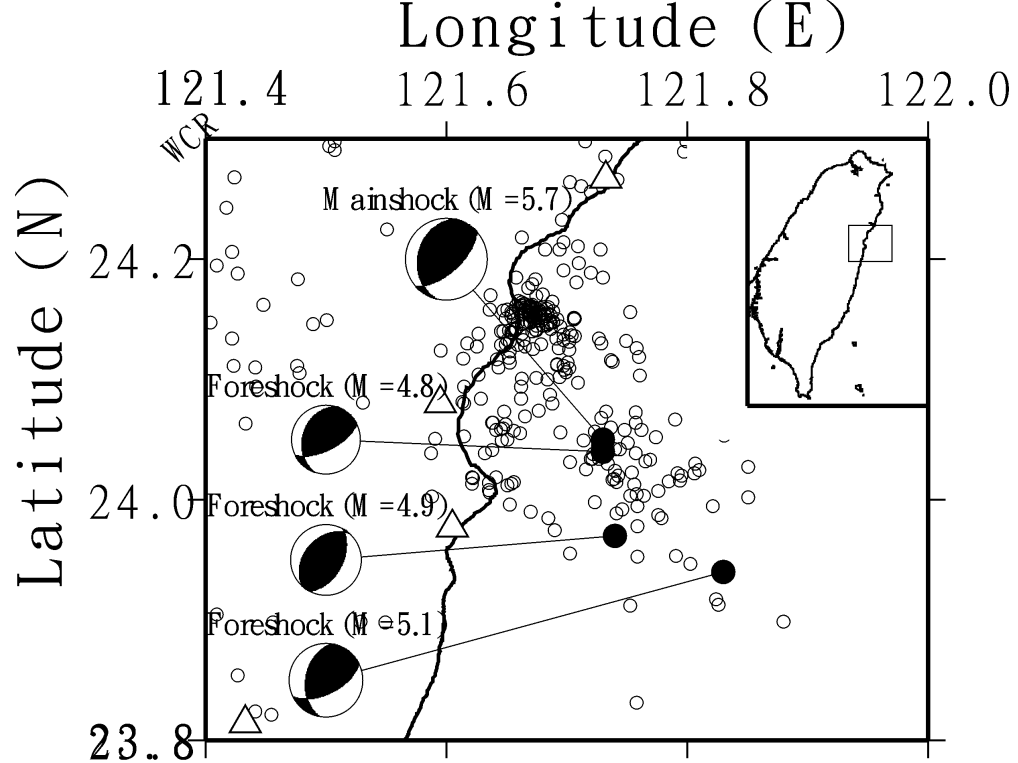 Longitude (E)
121.4 121.6 121.8 122.0
WCR
Latitude (N)
Mainshock (M=5.7)
24.2
Foreshock (M=4.8)
24.0
Foreshock (M=4.9)
Foreshock (M=5.1)
23.8